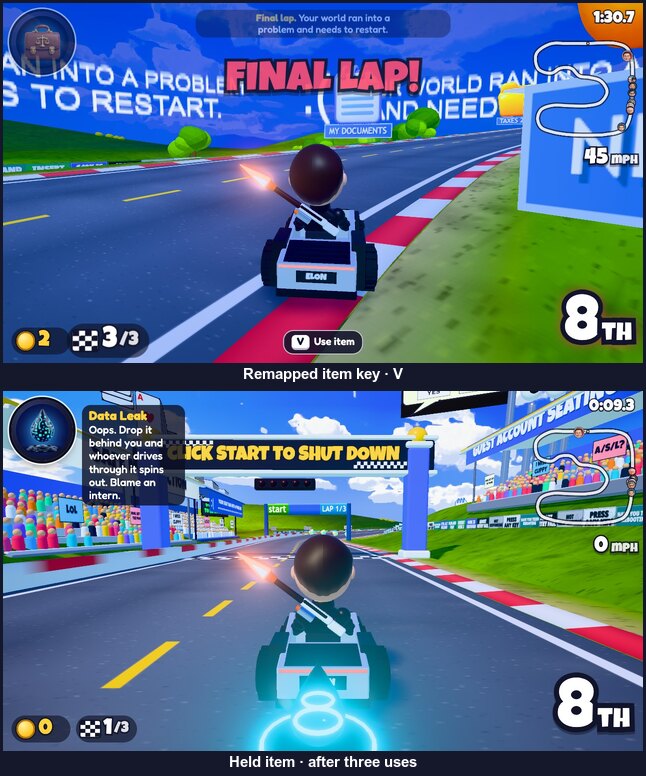 Final lap. Your world ran into a
problem and needs to restart.
1:30.7
FINAL LAP!
AN INTO A PROBLE
WORLD RAN INTO
S TO RESTART.
AND NEED
MY DOCUMENTS
TAXES
45 MPH
ELON
2
3/3
V Use item
8TH
Remapped item key · V
Data Leak
Oops. Drop it
behind you and
whoever drives
through it spins
out. Blame an
intern.
A
YES
0:09.3
GUEST ACCOUNT SEATING
CLICK START TO SHUT DOWN
A/S/L?
LOL
start
LAP 1/3
PRESS
0 MPH
0
1/3
8TH
Held item · after three uses